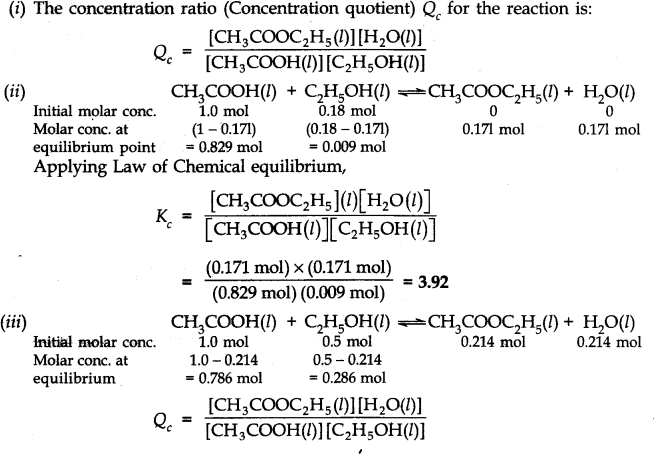 (i) The concentration ratio (Concentration quotient) Q_c for the reaction is:
Q_c = [CH₃COOC₂H₅(l)][H₂O(l)] / [CH₃COOH(l)][C₂H₅OH(l)]
(ii) CH₃COOH(l) + C₂H₅OH(l) ⇌ CH₃COOC₂H₅(l) + H₂O(l)
Initial molar conc. 1.0 mol 0.18 mol 0 0
Molar conc. at (1 – 0.171) (0.18 – 0.171) 0.171 mol 0.171 mol
equilibrium point = 0.829 mol = 0.009 mol
Applying Law of Chemical equilibrium,
K_c = [CH₃COOC₂H₅](l)[H₂O(l)] / [CH₃COOH(l)][C₂H₅OH(l)]
= (0.171 mol) × (0.171 mol) / (0.829 mol) (0.009 mol) = 3.92
(iii) CH₃COOH(l) + C₂H₅OH(l) ⇌ CH₃COOC₂H₅(l) + H₂O(l)
Initial molar conc. 1.0 mol 0.5 mol 0.214 mol 0.214 mol
Molar conc. at 1.0 – 0.214 0.5 – 0.214
equilibrium = 0.786 mol = 0.286 mol
Q_c = [CH₃COOC₂H₅(l)][H₂O(l)] / [CH₃COOH(l)][C₂H₅OH(l)]